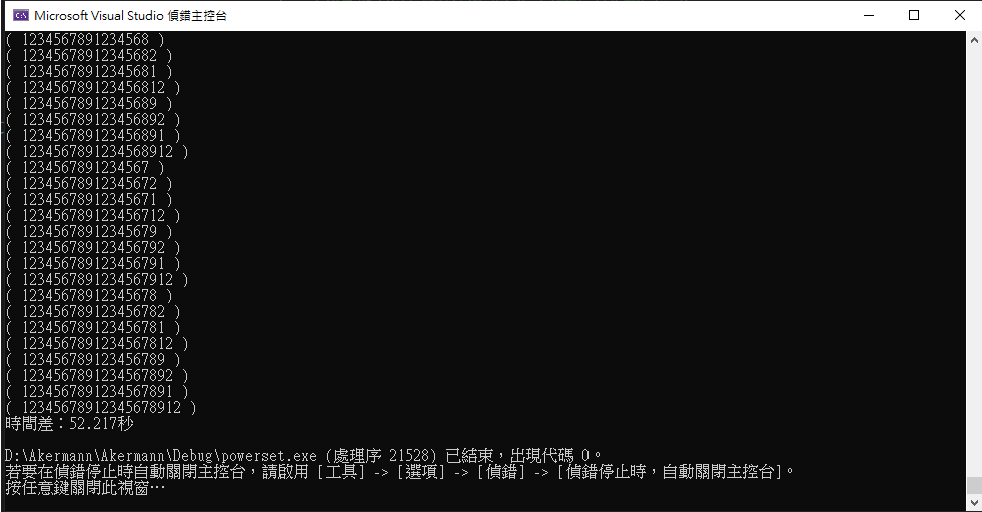 Microsoft Visual Studio 偵錯主控台
( 1234567891234568 )
( 12345678912345682 )
( 12345678912345681 )
( 123456789123456812 )
( 12345678912345689 )
( 123456789123456892 )
( 123456789123456891 )
( 1234567891234568912 )
( 1234567891234567 )
( 12345678912345672 )
( 12345678912345671 )
( 123456789123456712 )
( 12345678912345679 )
( 123456789123456792 )
( 123456789123456791 )
( 1234567891234567912 )
( 12345678912345678 )
( 123456789123456782 )
( 123456789123456781 )
( 1234567891234567812 )
( 123456789123456789 )
( 1234567891234567892 )
( 1234567891234567891 )
( 12345678912345678912 )
時間差：52.217秒
D:\Akermann\Akermann\Debug\powerset.exe (處理序 21528) 已結束，出現代碼 0。
若要在偵錯停止時自動關閉主控台，請啟用 [工具] -> [選項] -> [偵錯] -> [偵錯停止時，自動關閉主控台]。
按任意鍵關閉此視窗…